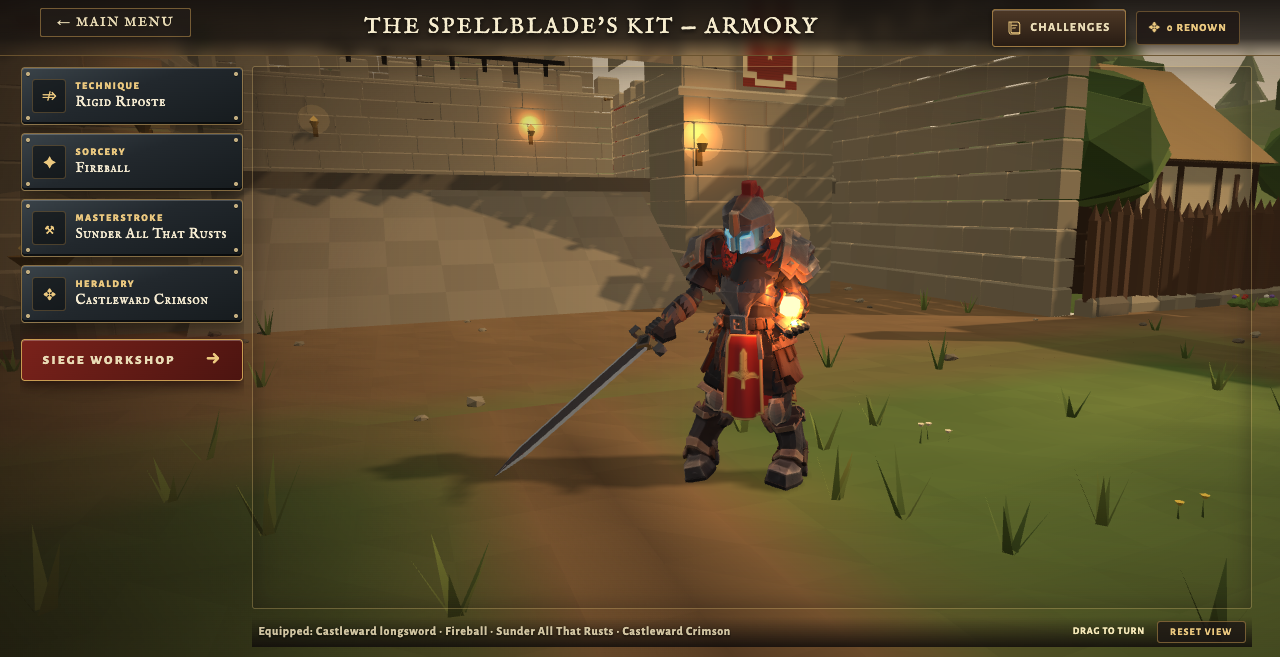 ← MAIN MENU
THE SPELLBLADE'S KIT – ARMORY
CHALLENGES
0 RENOWN
TECHNIQUE
Rigid Riposte
SORCERY
Fireball
MASTERSTROKE
Sunder All That Rusts
HERALDRY
Castleward Crimson
SIEGE WORKSHOP →
Equipped: Castleward longsword · Fireball · Sunder All That Rusts · Castleward Crimson
DRAG TO TURN
RESET VIEW